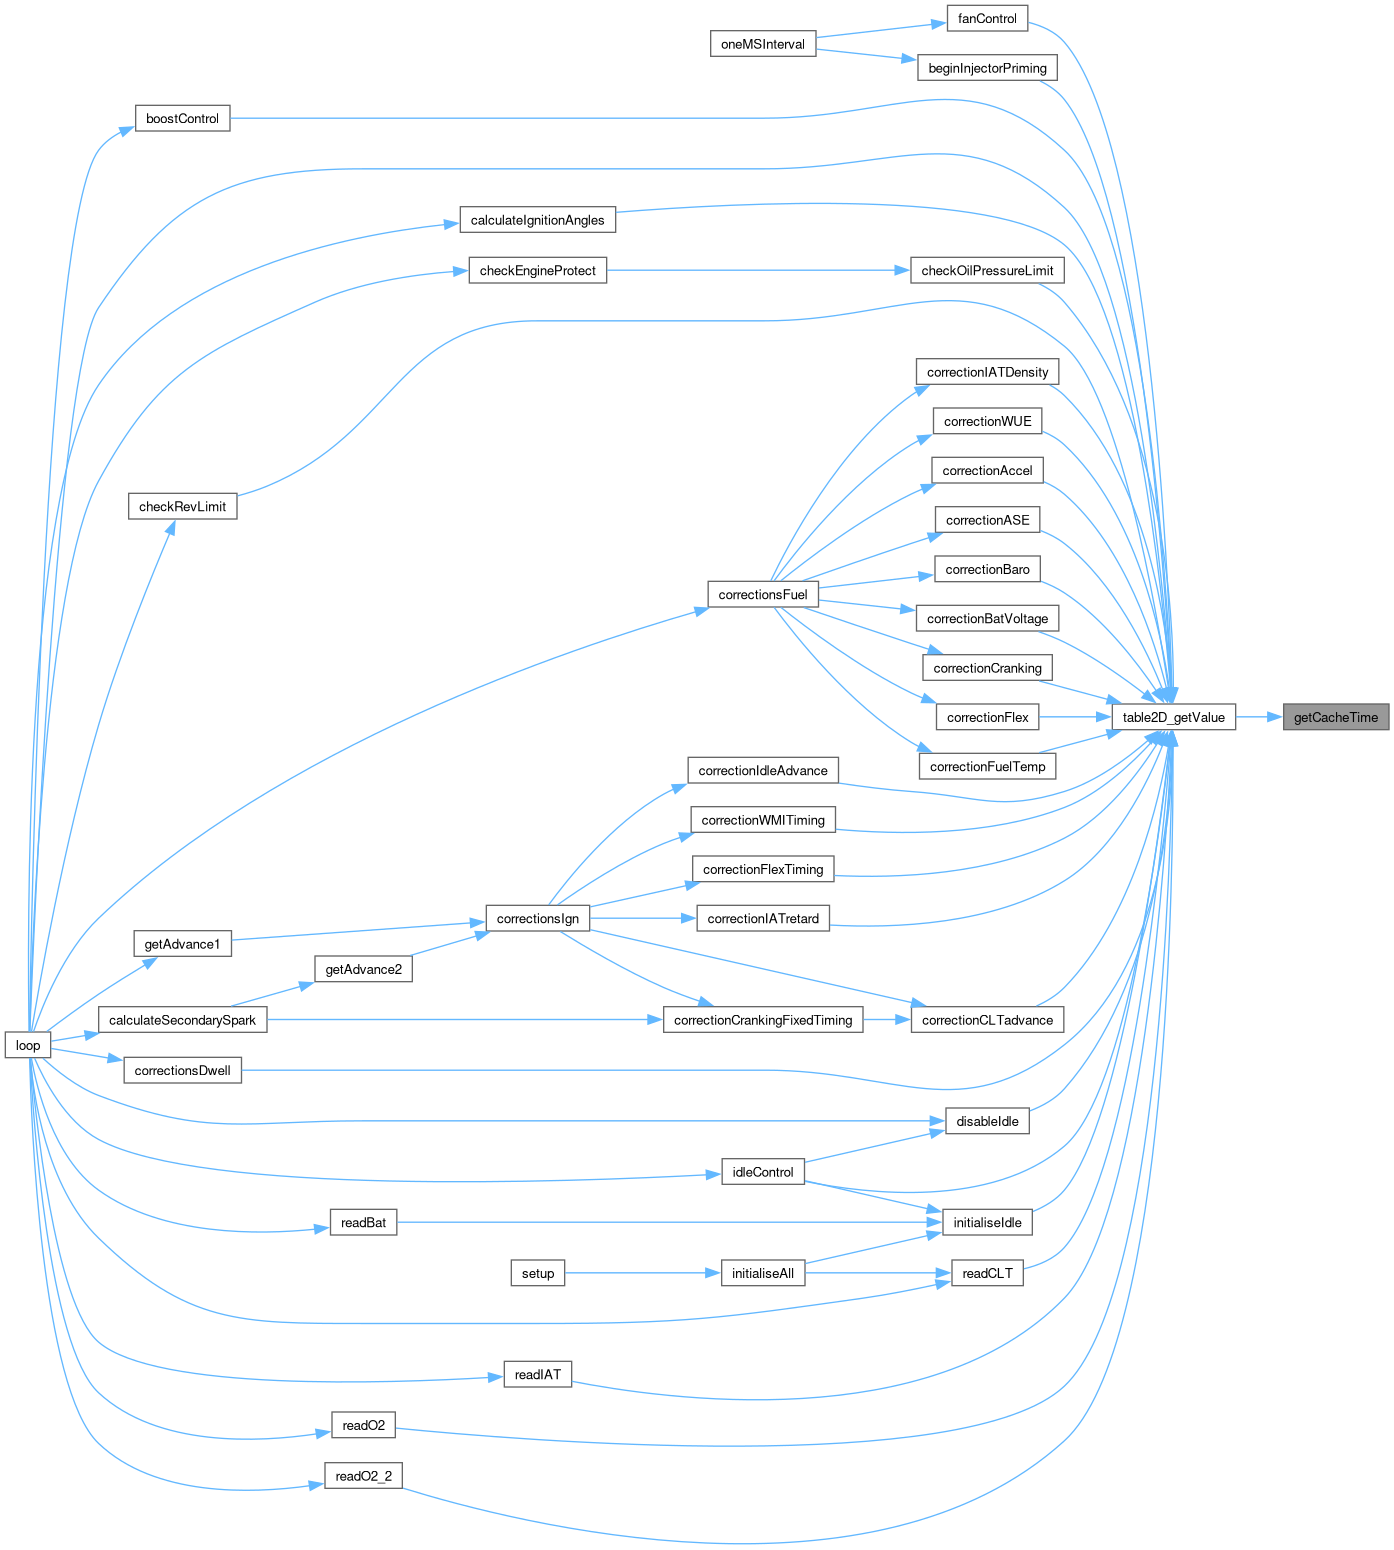 fanControl
oneMSInterval
beginInjectorPriming
boostControl
calculateIgnitionAngles
checkEngineProtect
checkOilPressureLimit
correctionIATDensity
correctionWUE
correctionAccel
checkRevLimit
correctionASE
correctionBaro
correctionsFuel
correctionBatVoltage
correctionCranking
correctionFlex
table2D_getValue
getCacheTime
correctionFuelTemp
correctionIdleAdvance
correctionWMITiming
correctionFlexTiming
correctionsIgn
correctionIATretard
getAdvance1
getAdvance2
calculateSecondarySpark
correctionCrankingFixedTiming
correctionCLTadvance
loop
correctionsDwell
disableIdle
idleControl
readBat
initialiseIdle
setup
initialiseAll
readCLT
readIAT
readO2
readO2_2